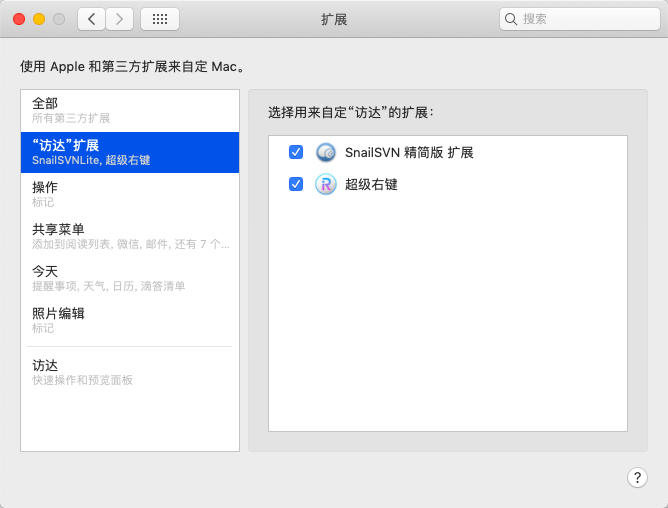 扩展
搜索
使用 Apple 和第三方扩展来自定 Mac。
全部
所有第三方扩展
“访达”扩展
SnailSVNLite, 超级右键
操作
标记
共享菜单
添加到阅读列表, 微信, 邮件, 还有 7 个...
今天
提醒事项, 天气, 日历, 滴答清单
照片编辑
标记
访达
快速操作和预览面板
选择用来自定“访达”的扩展：
SnailSVN 精简版 扩展
超级右键
?